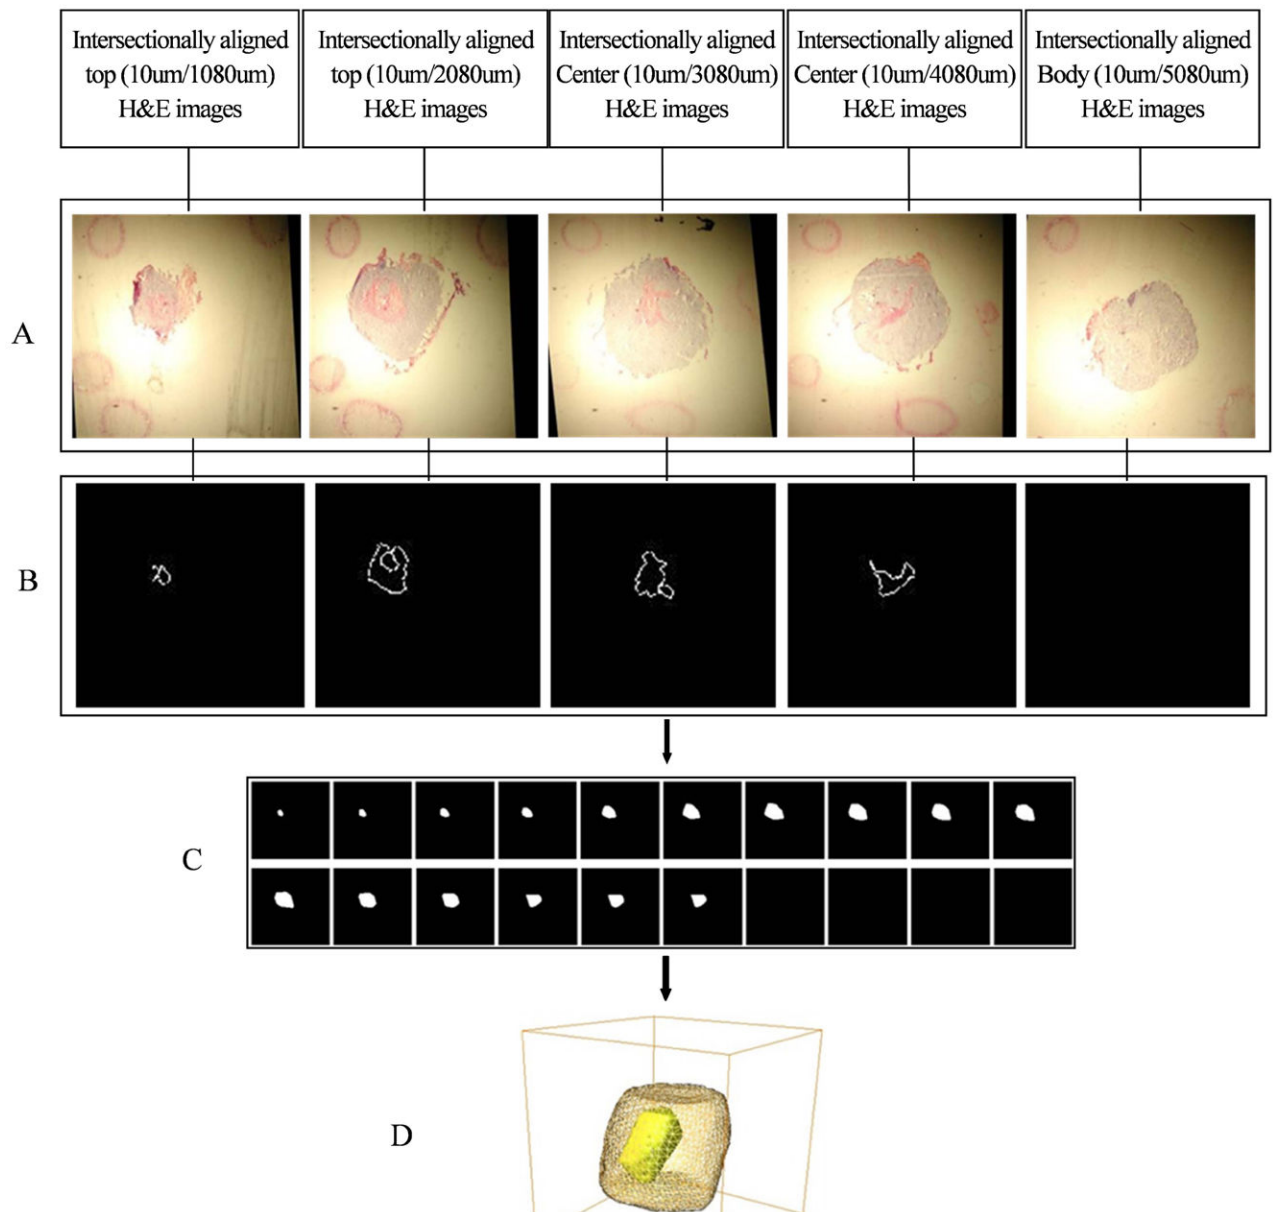 Intersectionally aligned
top (10um/1080um)
H&E images
Intersectionally aligned
top (10um/2080um)
H&E images
Intersectionally aligned
Center (10um/3080um)
H&E images
Intersectionally aligned
Center (10um/4080um)
H&E images
Intersectionally aligned
Body (10um/5080um)
H&E images
A
B
C
D